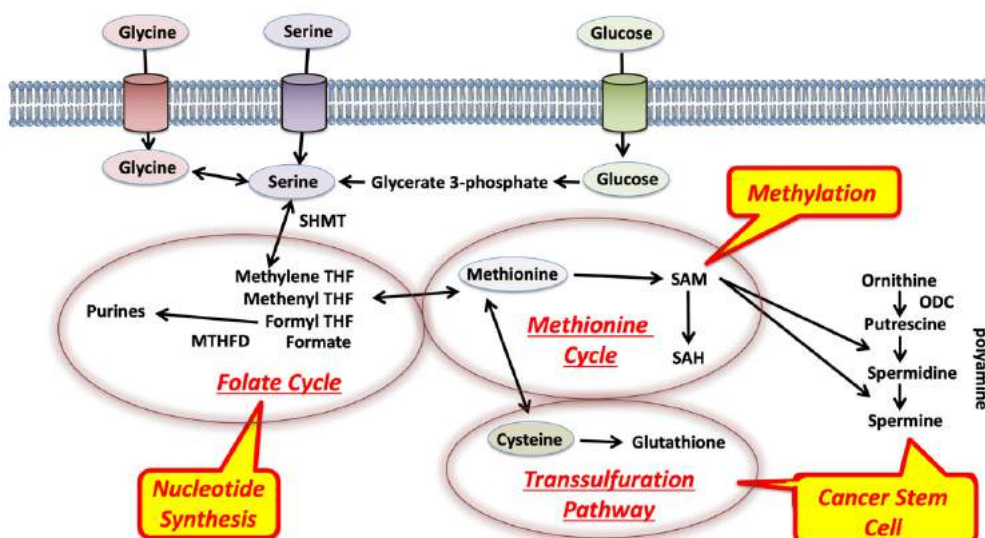 Glycine
Serine
Glucose
Glycine
Serine
Glycerate 3-phosphate
Glucose
SHMT
Methylation
Methylene THF
Methenyl THF
Formyl THF
Formate
Purines
MTHFD
Folate Cycle
Methionine
SAM
SAH
Methionine
Cycle
Ornithine
ODC
Putrescine
Spermidine
Spermine
polyamine
Cysteine
Glutathione
Transsulfuration
Pathway
Nucleotide
Synthesis
Cancer Stem
Cell